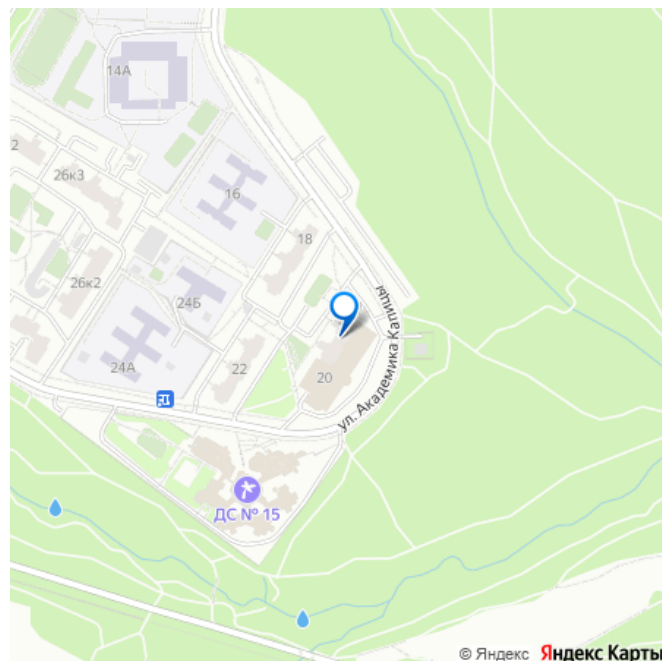 14А
2
26к3
16
18
26к2
24Б
ул. Академика Капицы
24А
22
20
ДС № 15
© Яндекс Яндекс Карты